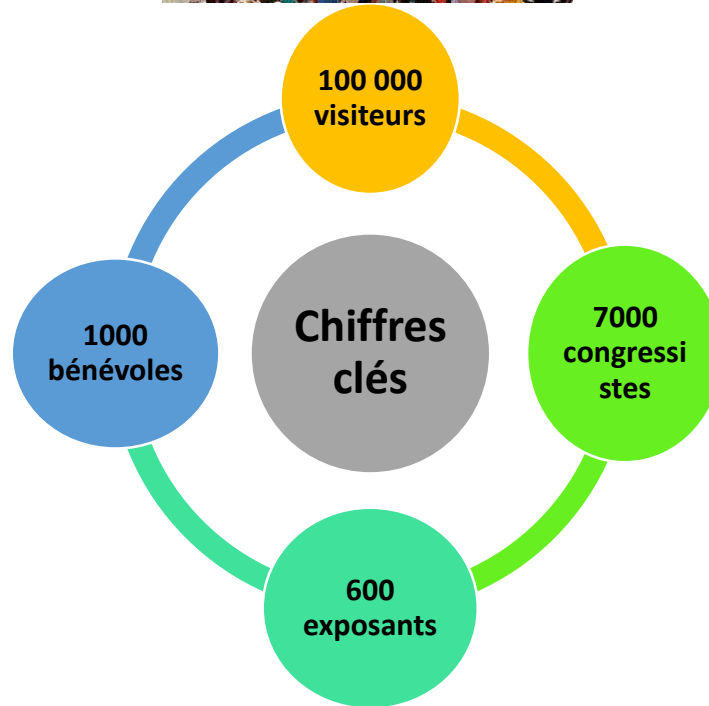 100 000
visiteurs
Chiffres
clés
7000
congressi
stes
1000
bénévoles
600
exposants